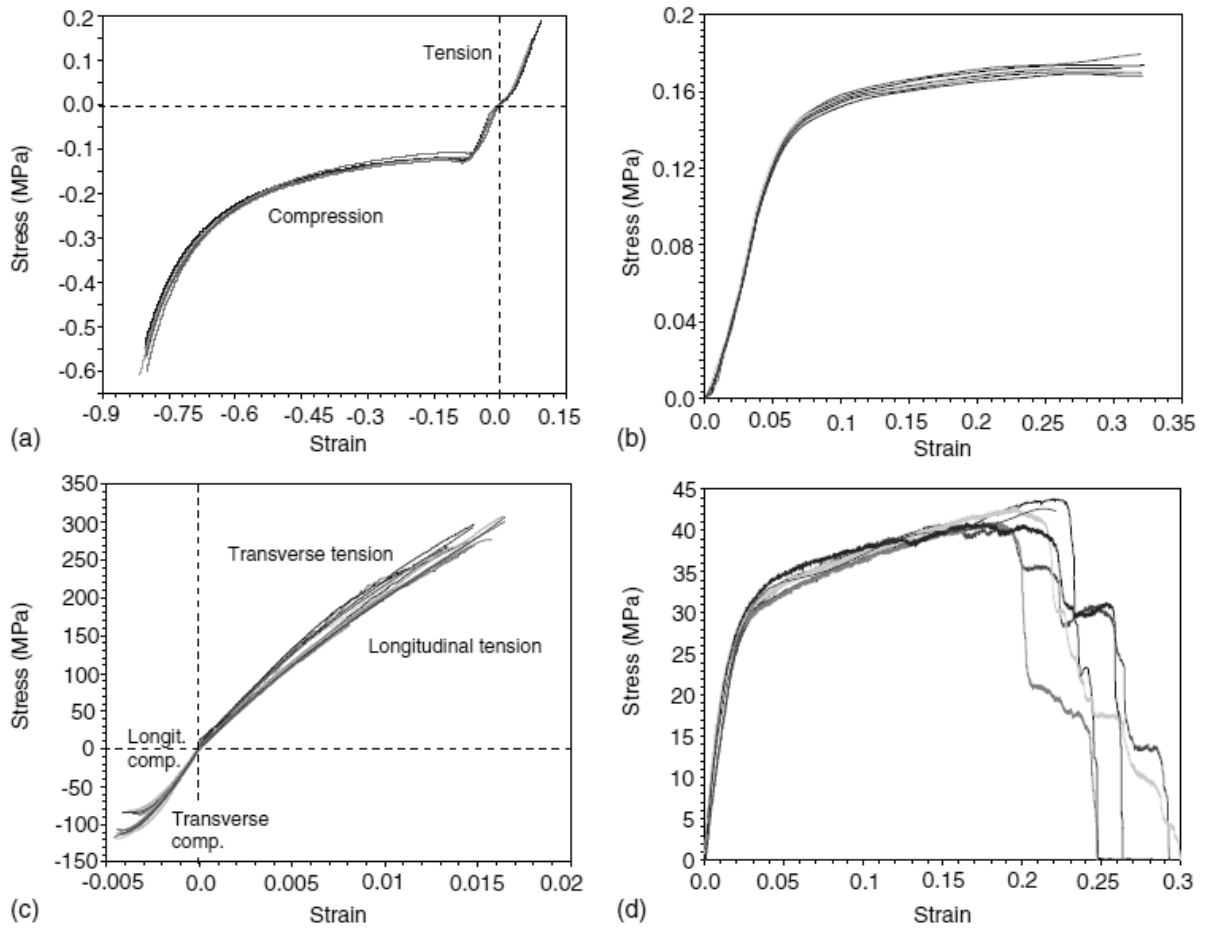 0.2
0.1
0.0
-0.1
-0.2
-0.3
-0.4
-0.5
-0.6
Stress (MPa)
Tension
Compression
-0.9 -0.75 -0.6 -0.45 -0.3 -0.15 0.0 0.15
Strain
(a)
0.2
0.16
0.12
0.08
0.04
0.0
Stress (MPa)
0.0 0.05 0.1 0.15 0.2 0.25 0.3 0.35
Strain
(b)
350
300
250
200
150
100
50
0
-50
-100
-150
Stress (MPa)
Transverse tension
Longitudinal tension
Longit.
comp.
Transverse
comp.
-0.005 0.0 0.005 0.01 0.015 0.02
Strain
(c)
45
40
35
30
25
20
15
10
5
0
Stress (MPa)
0.0 0.05 0.1 0.15 0.2 0.25 0.3
Strain
(d)